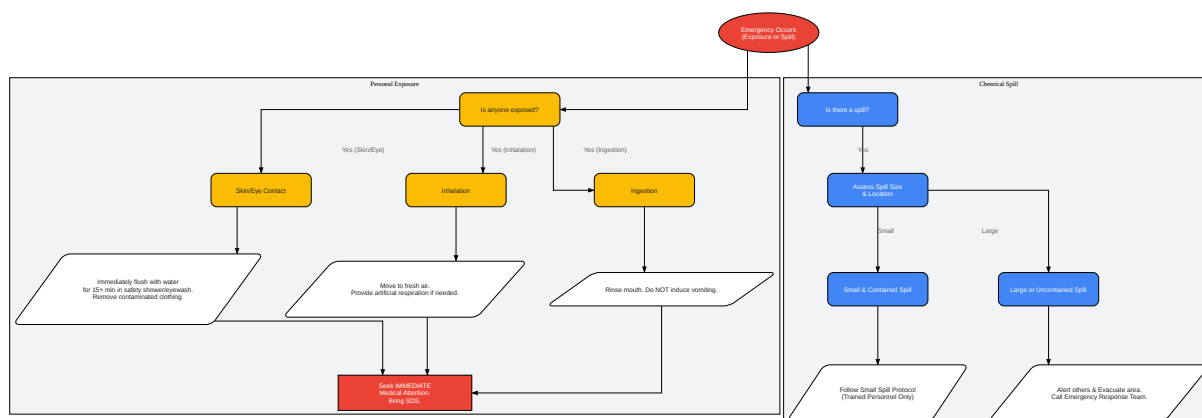 Emergency Occurs
(Exposure or Spill)
Personal Exposure
Is anyone exposed?
Yes (Skin/Eye)
Yes (Inhalation)
Yes (Ingestion)
Skin/Eye Contact
Inhalation
Ingestion
Immediately flush with water
for 15+ min in safety shower/eyewash.
Remove contaminated clothing.
Move to fresh air.
Provide artificial respiration if needed.
Rinse mouth. Do NOT induce vomiting.
Seek IMMEDIATE
Medical Attention.
Bring SDS.
Chemical Spill
Is there a spill?
Yes
Assess Spill Size
& Location
Small
Large
Small & Contained Spill
Large or Uncontained Spill
Follow Small Spill Protocol
(Trained Personnel Only)
Alert others & Evacuate area.
Call Emergency Response Team.